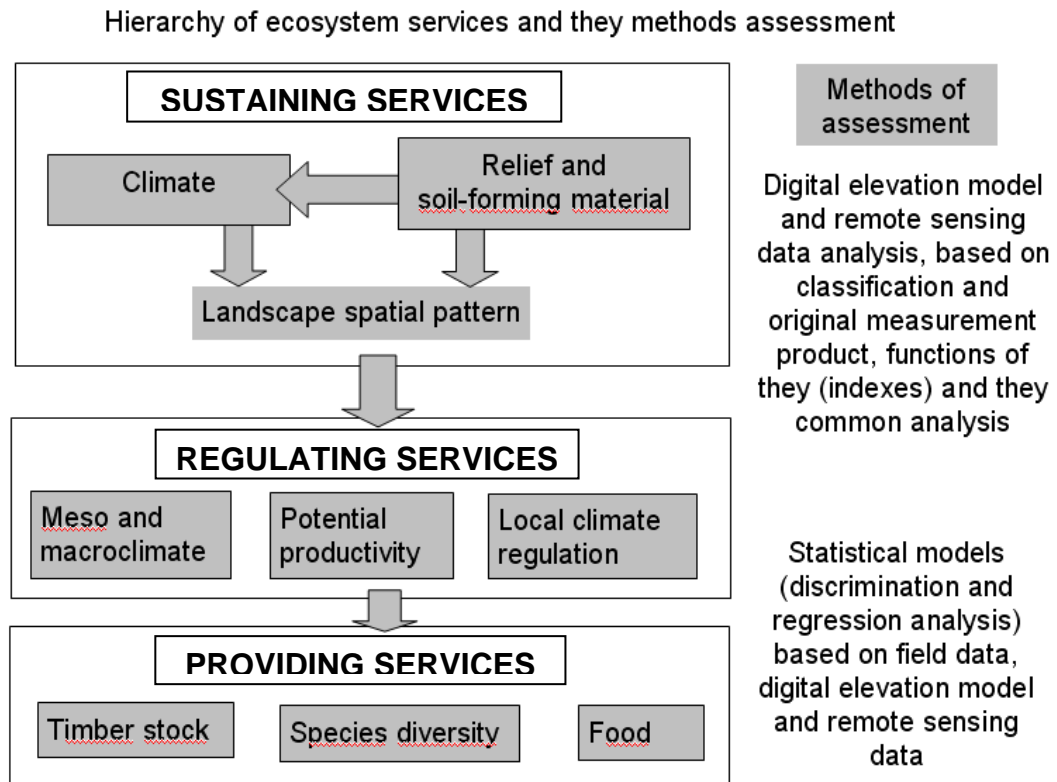 Hierarchy of ecosystem services and they methods assessment
SUSTAINING SERVICES
Climate
Relief and
soil-forming material
Landscape spatial pattern
REGULATING SERVICES
Meso and
macroclimate
Potential
productivity
Local climate
regulation
PROVIDING SERVICES
Timber stock
Species diversity
Food
Methods of
assessment
Digital elevation model
and remote sensing
data analysis, based on
classification and
original measurement
product, functions of
they (indexes) and they
common analysis
Statistical models
(discrimination and
regression analysis)
based on field data,
digital elevation model
and remote sensing
data